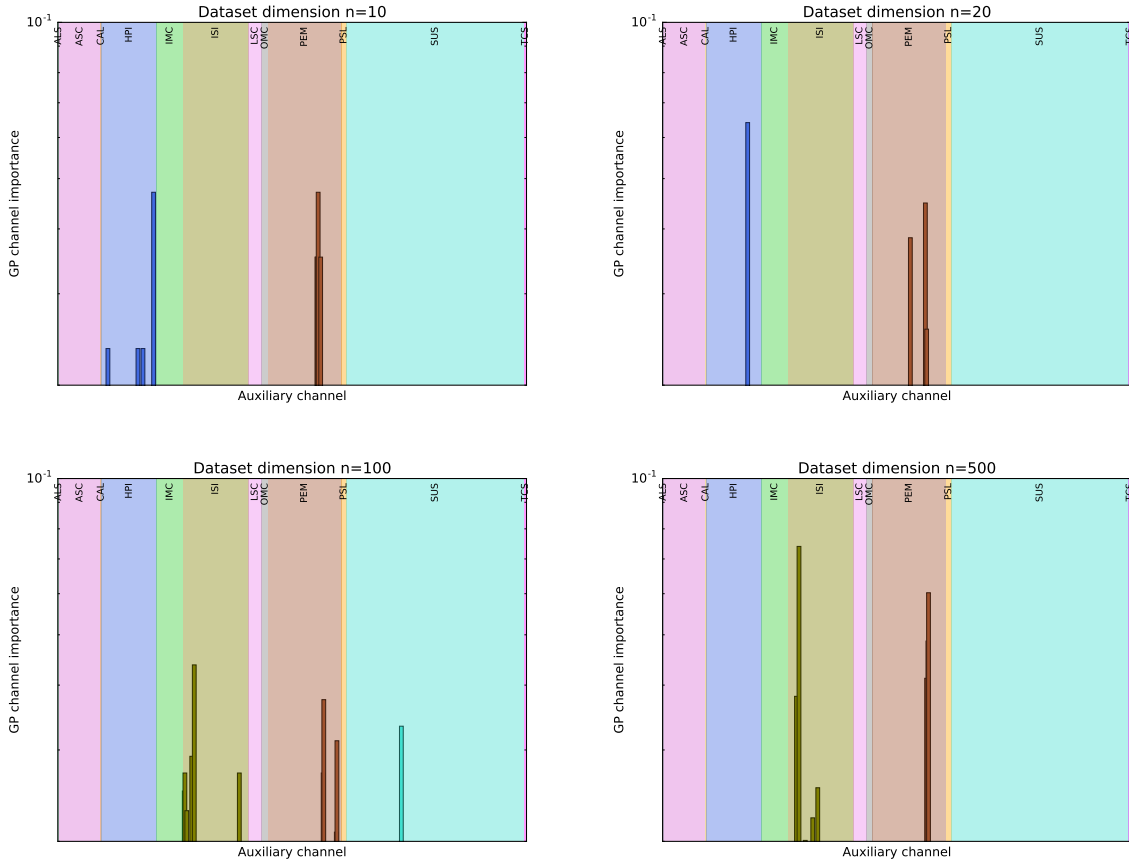 Dataset dimension n=10
10-1
ALS ASC CAL HPI IMC ISI LSC OMC PEM PSL SUS TCS
GP channel importance
Auxiliary channel
Dataset dimension n=20
10-1
ALS ASC CAL HPI IMC ISI LSC OMC PEM PSL SUS TCS
GP channel importance
Auxiliary channel
Dataset dimension n=100
10-1
ALS ASC CAL HPI IMC ISI LSC OMC PEM PSL SUS TCS
GP channel importance
Auxiliary channel
Dataset dimension n=500
10-1
ALS ASC CAL HPI IMC ISI LSC OMC PEM PSL SUS TCS
GP channel importance
Auxiliary channel